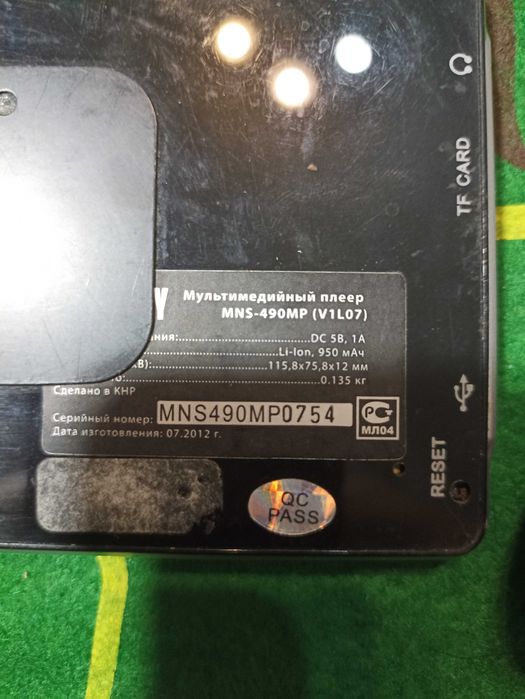 TF CARD
Y
Мультимедийный плеер
MNS-490MP (V1L07)
DC 5В, 1А
Li-Ion, 950 мАч
115,8x75,8x12 мм
0.135 кг
Сделано в КНР
Серийный номер: MNS490MP0754
МЛ04
Дата изготовления: 07.2012 г.
RESET
QC
PASS